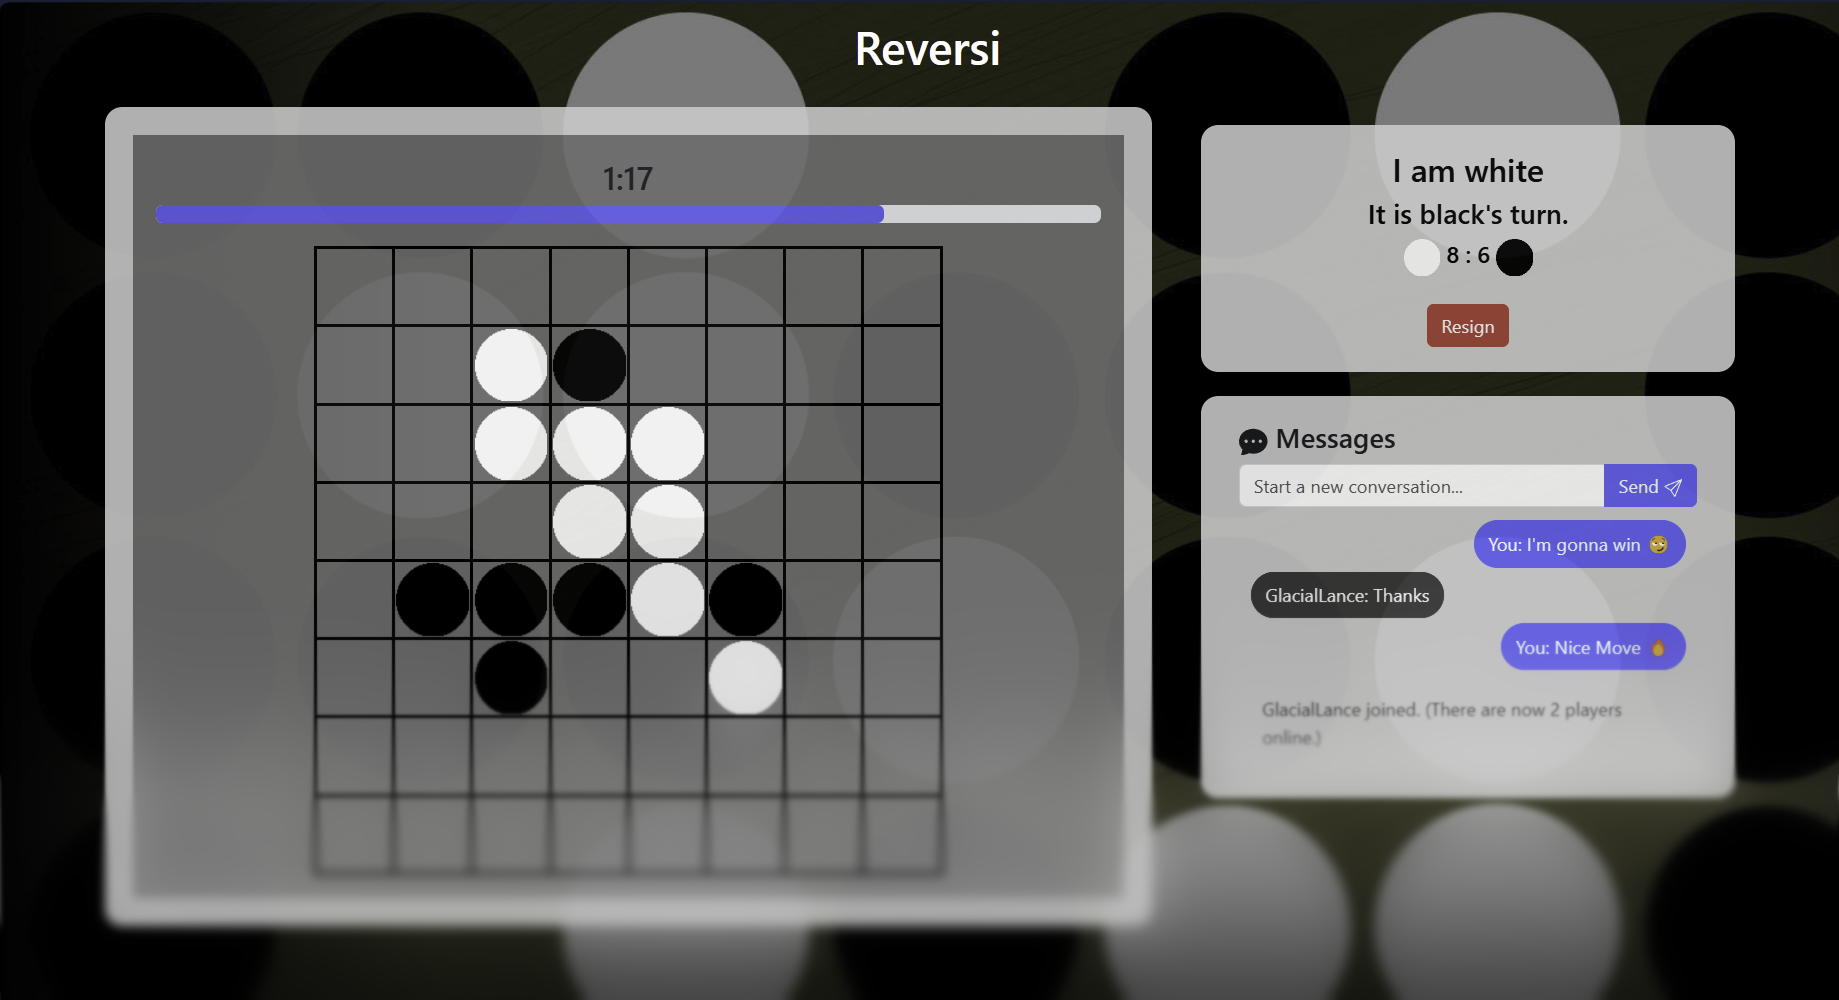 Reversi
1:17
I am white
It is black's turn.
8 : 6
Resign
Messages
Start a new conversation...
Send
You: I'm gonna win 😏
GlacialLance: Thanks
You: Nice Move 🔥
GlacialLance joined. (There are now 2 players
online.)